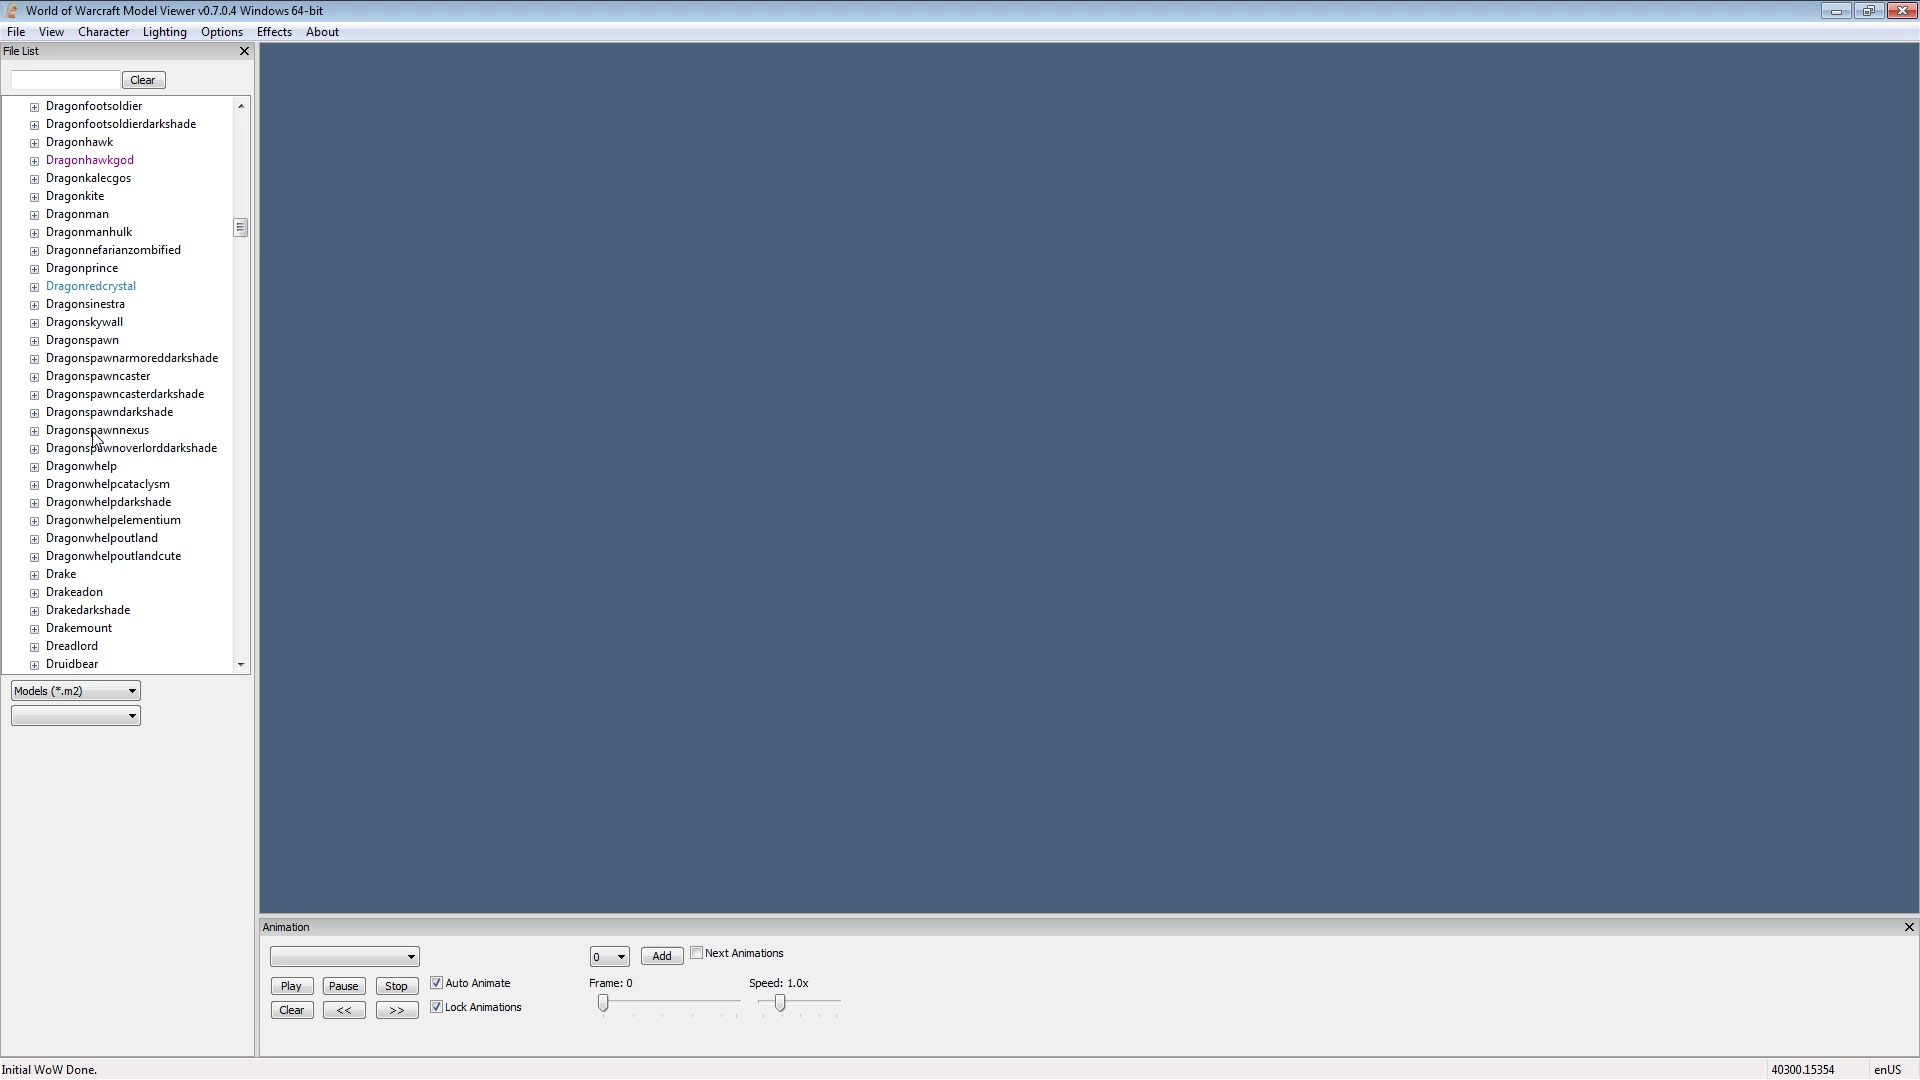 World of Warcraft Model Viewer v0.7.0.4 Windows 64-bit
File View Character Lighting Options Effects About
File List
Clear
Dragonfootsoldier
Dragonfootsoldierdarkshade
Dragonhawk
Dragonhawkgod
Dragonkalecgos
Dragonkite
Dragonman
Dragonmanhulk
Dragonnefarianzombified
Dragonprince
Dragonredcrystal
Dragonsinestra
Dragonskywall
Dragonspawn
Dragonspawnarmoreddarkshade
Dragonspawncaster
Dragonspawncasterdarkshade
Dragonspawndarkshade
Dragonspawnnexus
Dragonspawnoverlorddarkshade
Dragonwhelp
Dragonwhelpcataclysm
Dragonwhelpdarkshade
Dragonwhelpelementium
Dragonwhelpoutland
Dragonwhelpoutlandcute
Drake
Drakeadon
Drakedarkshade
Drakemount
Dreadlord
Druidbear
Models (*.m2)
Animation
0 Add Next Animations
Play Pause Stop Auto Animate Frame: 0 Speed: 1.0x
Clear << >> Lock Animations
Initial WoW Done. 40300.15354 enUS